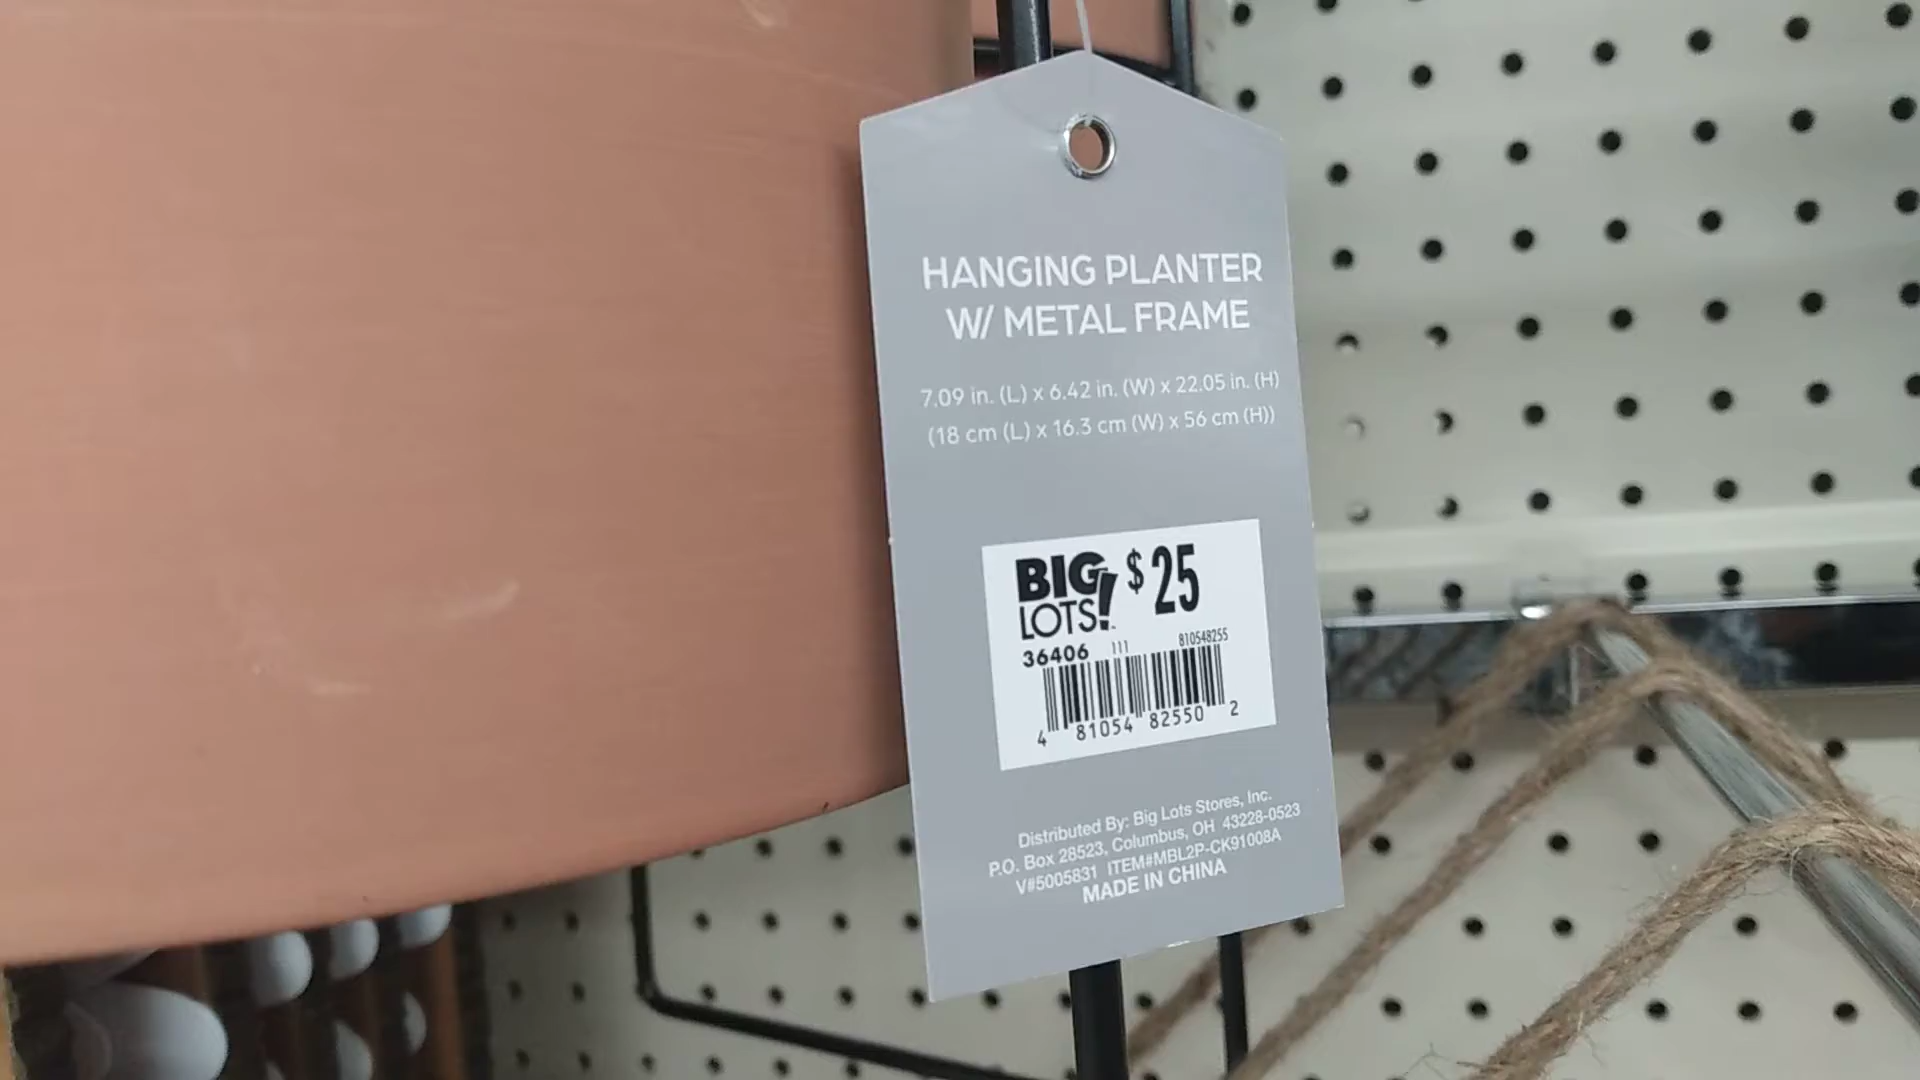 HANGING PLANTER
W/ METAL FRAME
7.09 in. (L) x 6.42 in. (W) x 22.05 in. (H)
(18 cm (L) x 16.3 cm (W) x 56 cm (H))
BIG LOTS! $25
36406 111 810548255
4 81054 82550 2
Distributed By: Big Lots Stores, Inc.
P.O. Box 28523, Columbus, OH 43228-0523
V#5005831 ITEM#MBL2P-CK91008A
MADE IN CHINA